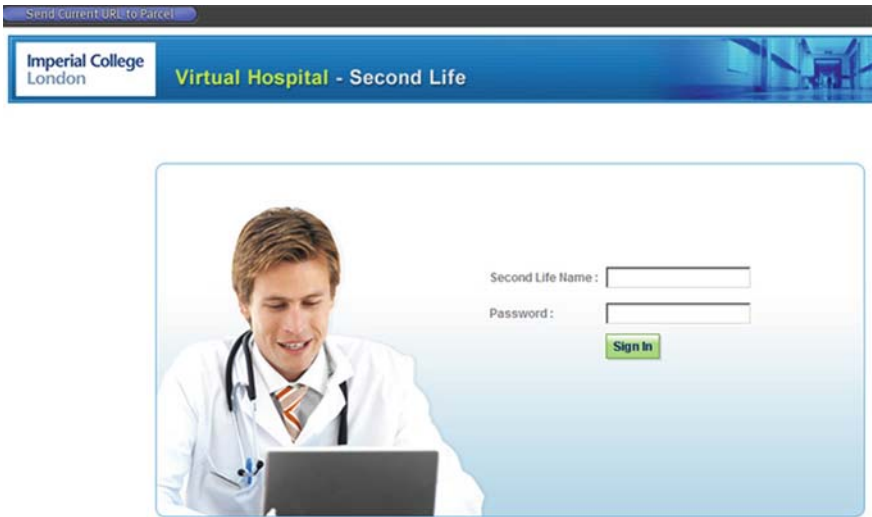 Send Current URL to Parcel
Imperial College
London
Virtual Hospital - Second Life
Second Life Name :
Password :
Sign In